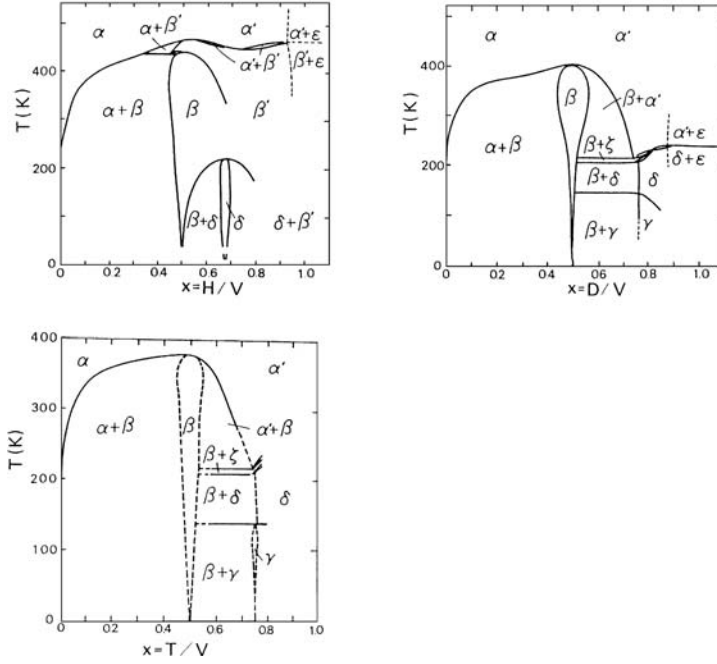 α
α+β'
α'
α'+ε
α'+β'
β'+ε
α+β
β
β'
β+δ
δ
δ+β'
T(K)
400
200
0
0
0.2
0.4
0.6
0.8
1.0
x=H/V
α
α'
β
β+α'
α'+ε
β+ζ
δ+ε
α+β
β+δ
δ
β+γ
γ
T(K)
400
300
200
100
0
0
0.2
0.4
0.6
0.8
1.0
x=D/V
α
α'
α+β
β
α'+β
β+ζ
β+δ
δ
β+γ
γ
T(K)
400
300
200
100
0
0
0.2
0.4
0.6
0.8
1.0
x=T/V